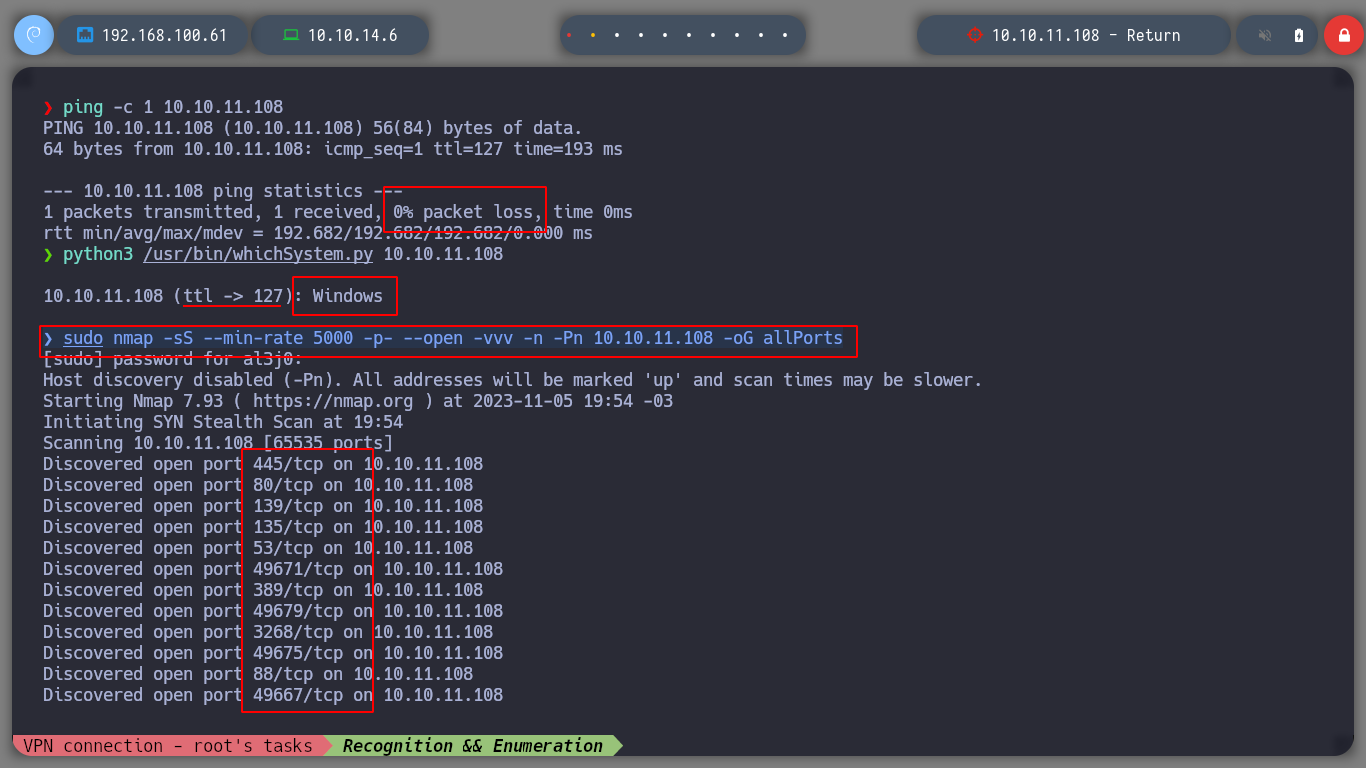 192.168.100.61 10.10.14.6 10.10.11.108 - Return
❯ ping -c 1 10.10.11.108
PING 10.10.11.108 (10.10.11.108) 56(84) bytes of data.
64 bytes from 10.10.11.108: icmp_seq=1 ttl=127 time=193 ms
--- 10.10.11.108 ping statistics ---
1 packets transmitted, 1 received, 0% packet loss, time 0ms
rtt min/avg/max/mdev = 192.682/192.682/192.682/0.000 ms
❯ python3 /usr/bin/whichSystem.py 10.10.11.108
10.10.11.108 (ttl -> 127): Windows
❯ sudo nmap -sS --min-rate 5000 -p- --open -vvv -n -Pn 10.10.11.108 -oG allPorts
[sudo] password for al3j0:
Host discovery disabled (-Pn). All addresses will be marked 'up' and scan times may be slower.
Starting Nmap 7.93 ( https://nmap.org ) at 2023-11-05 19:54 -03
Initiating SYN Stealth Scan at 19:54
Scanning 10.10.11.108 [65535 ports]
Discovered open port 445/tcp on 10.10.11.108
Discovered open port 80/tcp on 10.10.11.108
Discovered open port 139/tcp on 10.10.11.108
Discovered open port 135/tcp on 10.10.11.108
Discovered open port 53/tcp on 10.10.11.108
Discovered open port 49671/tcp on 10.10.11.108
Discovered open port 389/tcp on 10.10.11.108
Discovered open port 49679/tcp on 10.10.11.108
Discovered open port 3268/tcp on 10.10.11.108
Discovered open port 49675/tcp on 10.10.11.108
Discovered open port 88/tcp on 10.10.11.108
Discovered open port 49667/tcp on 10.10.11.108
VPN connection - root's tasks Recognition && Enumeration